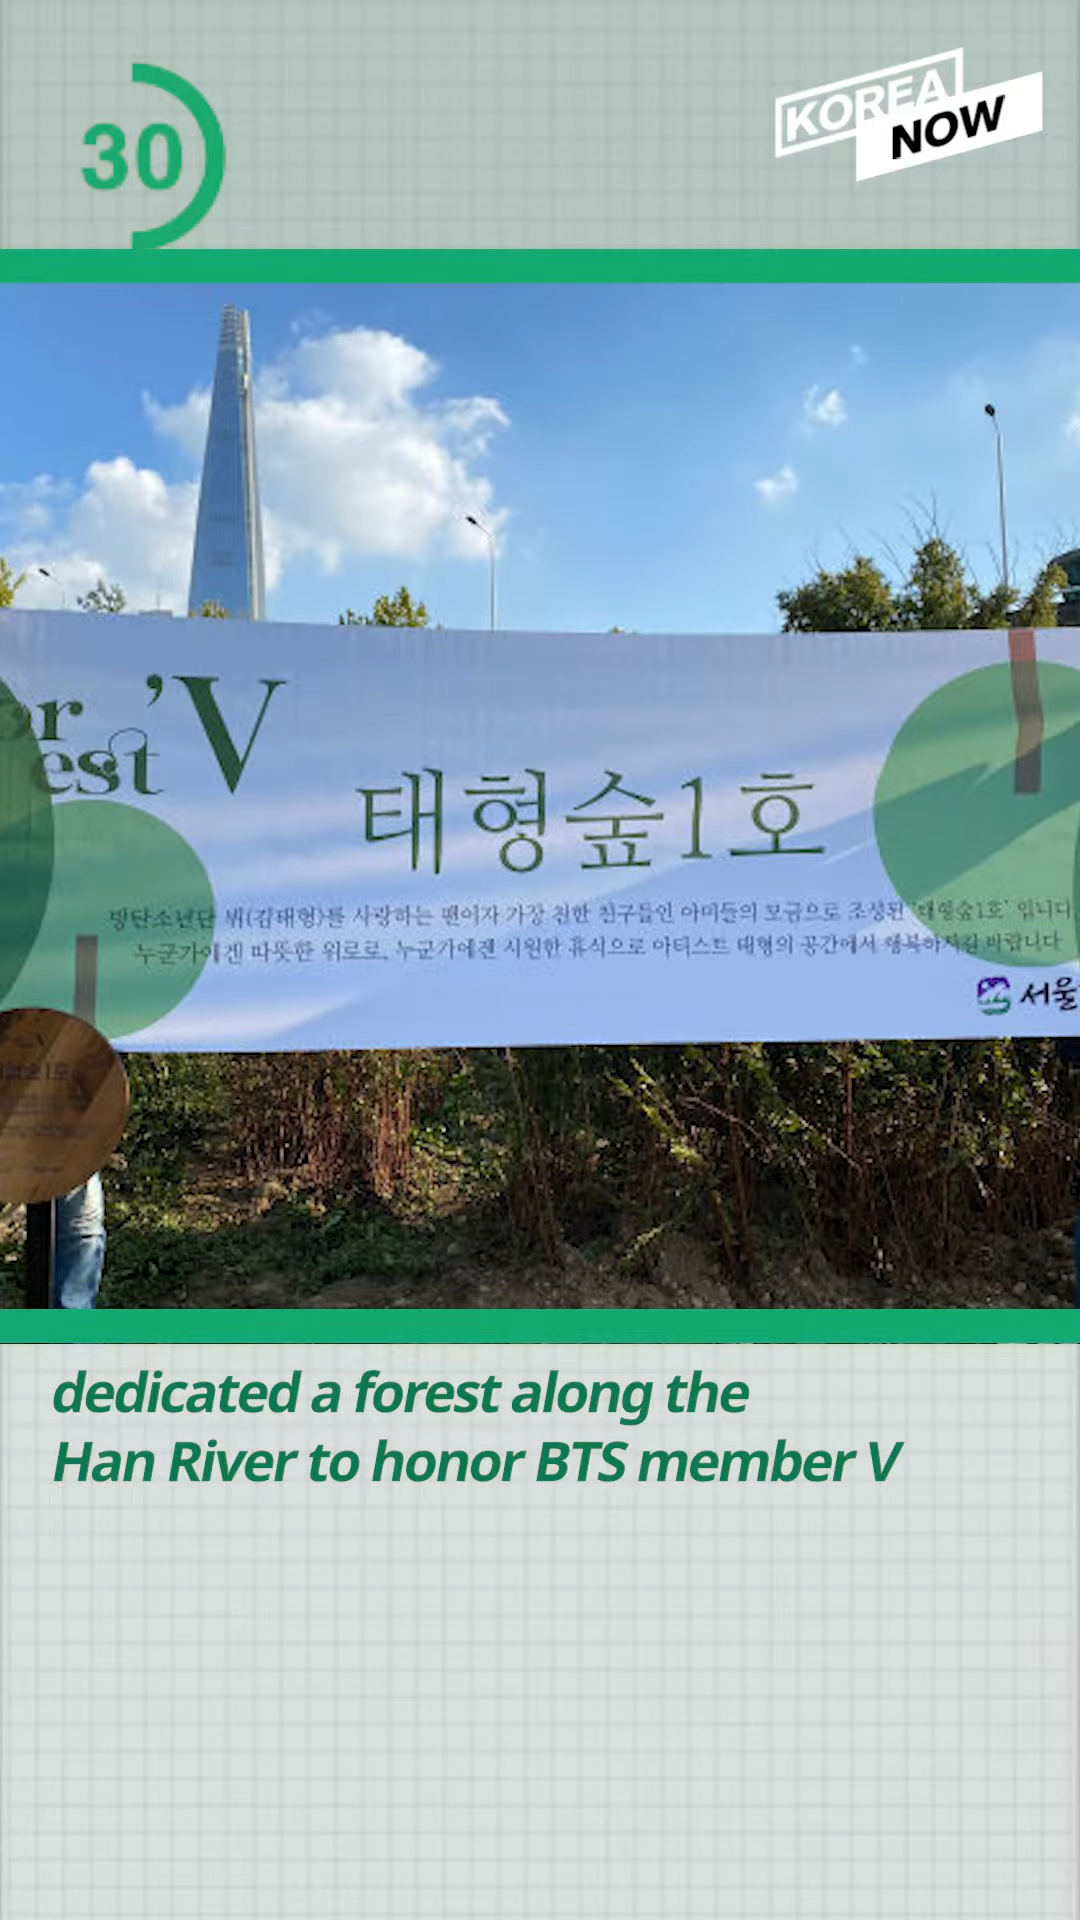 30
KOREA
NOW
or
est 'V
태형숲1호
방탄소년단 뷔(김태형)를 사랑하는 팬이자 가장 친한 친구들인 아미들의 모금으로 조성된 '태형숲1호' 입니다
누군가에겐 따뜻한 위로로, 누군가에겐 시원한 휴식으로 아티스트 태형의 공간에서 행복하시길 바랍니다
서울
dedicated a forest along the
Han River to honor BTS member V